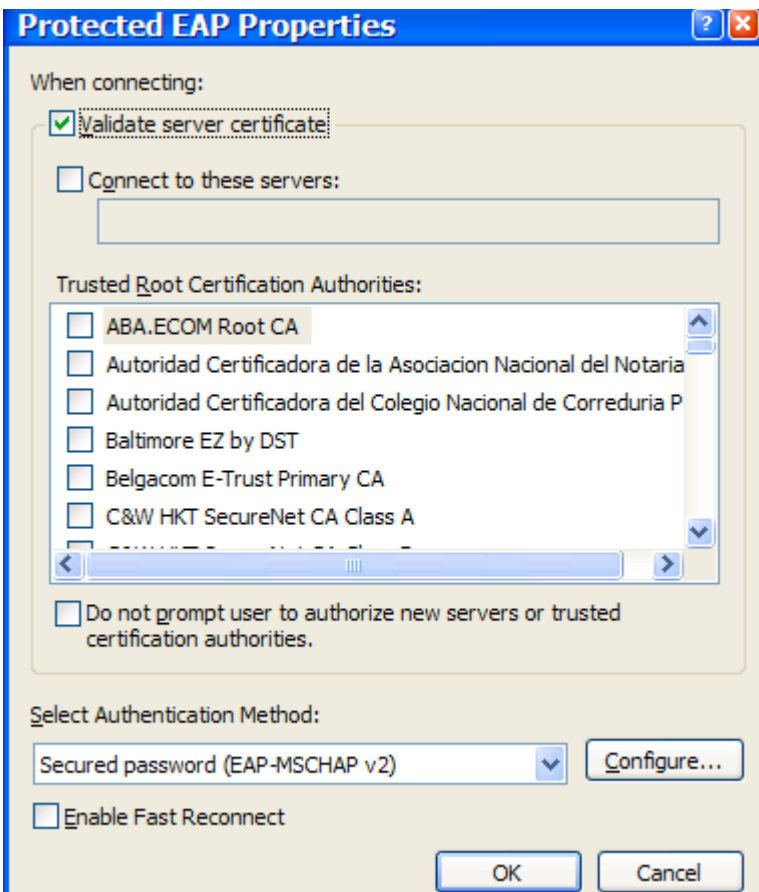 Protected EAP Properties
When connecting:
Validate server certificate
Connect to these servers:
Trusted Root Certification Authorities:
ABA.ECOM Root CA
Autoridad Certificadora de la Asociacion Nacional del Notaria
Autoridad Certificadora del Colegio Nacional de Correduria P
Baltimore EZ by DST
Belgacom E-Trust Primary CA
C&W HKT SecureNet CA Class A
Do not prompt user to authorize new servers or trusted
certification authorities.
Select Authentication Method:
Secured password (EAP-MSCHAP v2)
Configure...
Enable Fast Reconnect
OK Cancel